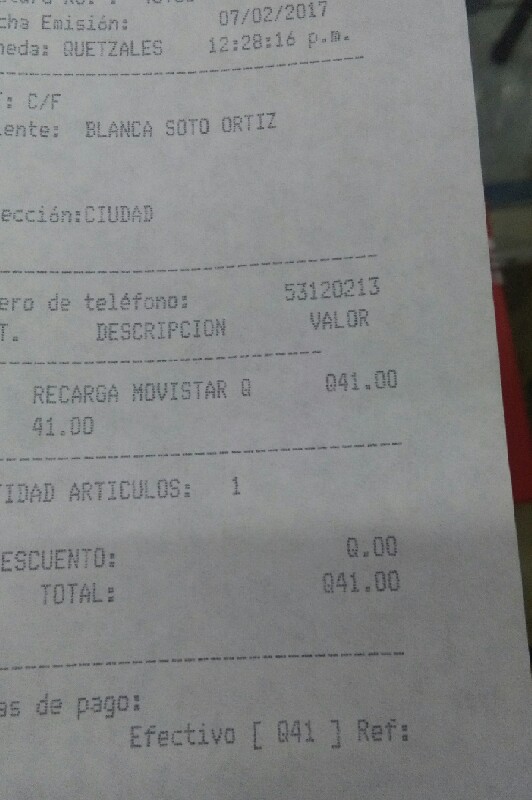 cha Emisión: 07/02/2017
neda: QUETZALES 12:28:16 p.m.
T: C/F
iente: BLANCA SOTO ORTIZ
ección:CIUDAD
ero de teléfono: 53120213
T. DESCRIPCION VALOR
RECARGA MOVISTAR Q Q41.00
41.00
TIDAD ARTICULOS: 1
ESCUENTO: Q.00
TOTAL: Q41.00
as de pago:
Efectivo [ Q41 ] Ref: